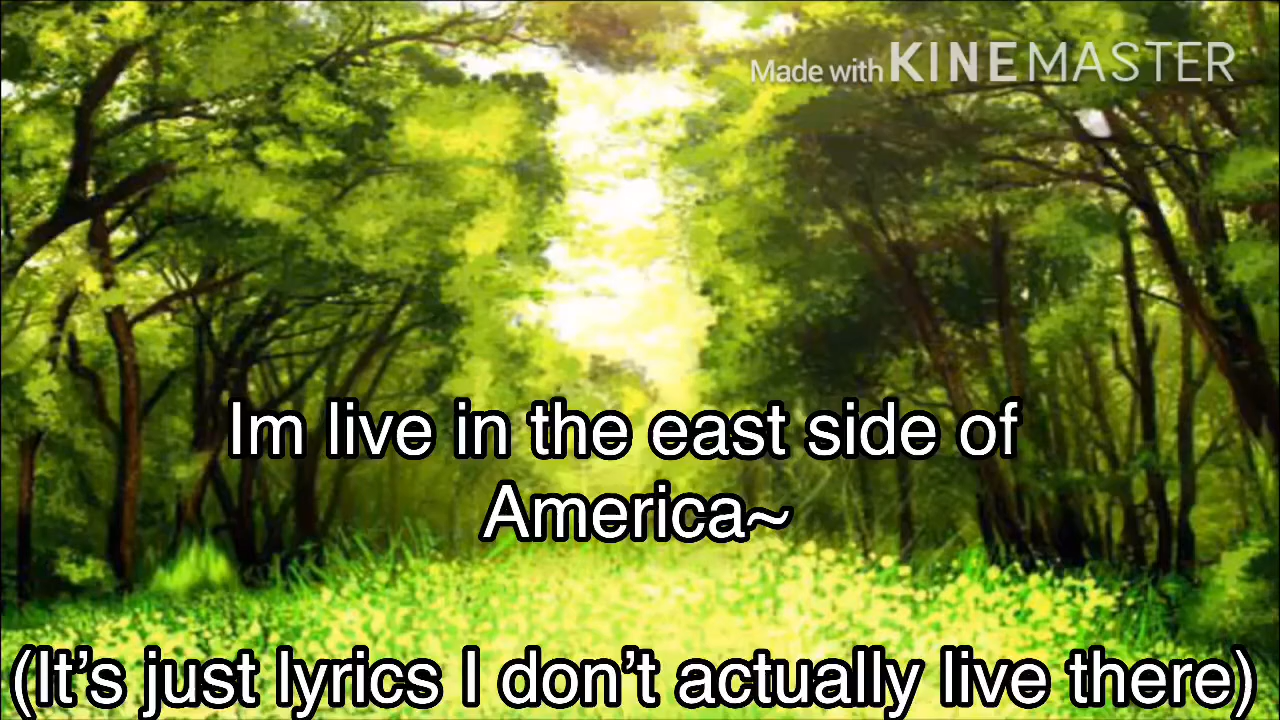 Made with KINEMASTER
Im live in the east side of
America~
(It's just lyrics I don't actually live there)